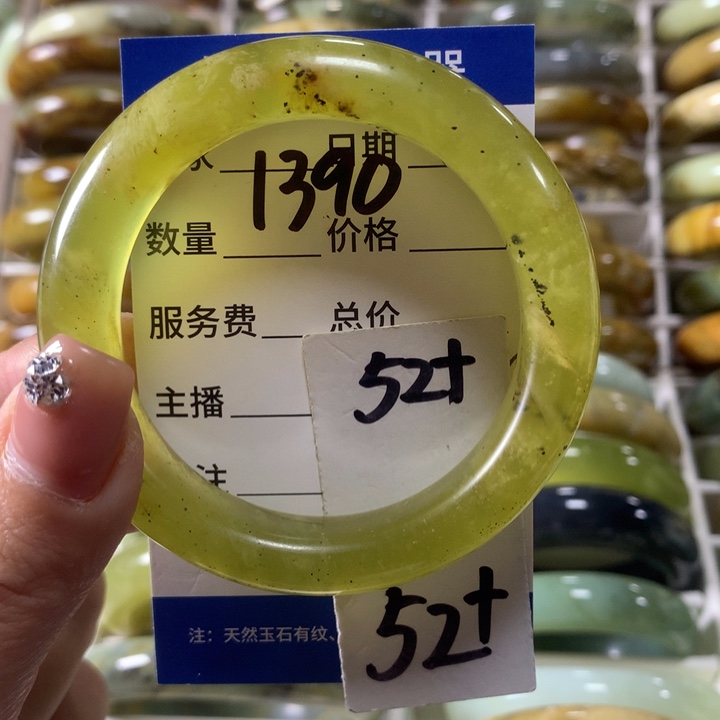 日期
1390
数量 价格
服务费 总价
52+
主播
注
52+
注：天然玉石有纹、